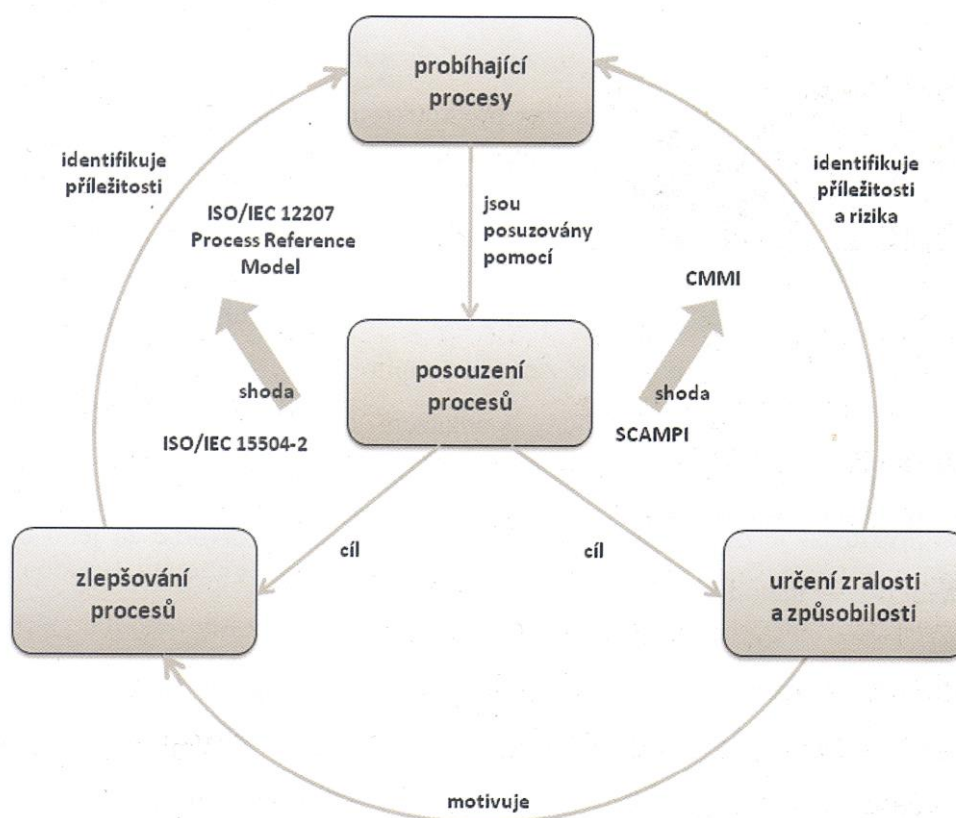 probíhající
procesy
identifikuje
příležitosti
identifikuje
příležitosti
a rizika
ISO/IEC 12207
Process Reference
Model
jsou
posuzovány
pomocí
CMMI
posouzení
procesů
shoda
shoda
ISO/IEC 15504-2
SCAMPI
cíl
cíl
zlepšování
procesů
určení zralosti
a způsobilosti
motivuje